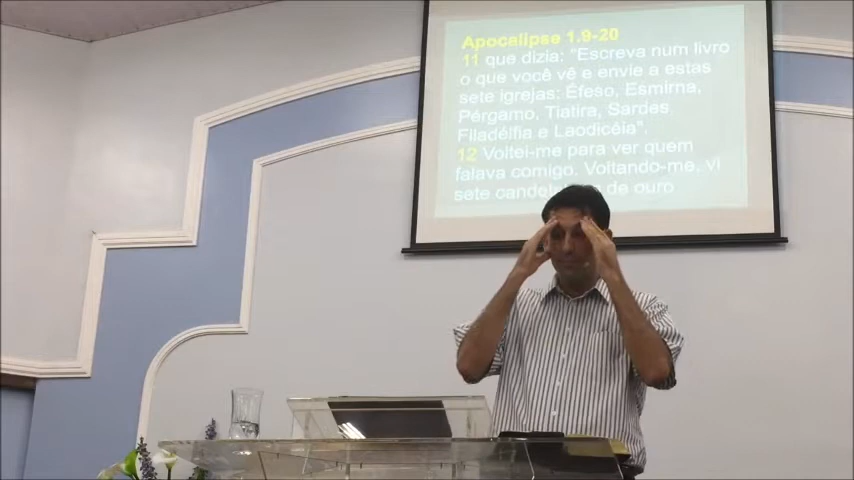 Apocalipse 1.9-20
11 que dizia: "Escreva num livro
o que você vê e envie a estas
sete igrejas: Éfeso, Esmirna,
Pérgamo, Tiatira, Sardes,
Filadélfia e Laodicéia".
12 Voltei-me para ver quem
falava comigo. Voltando-me, vi
sete de ouro